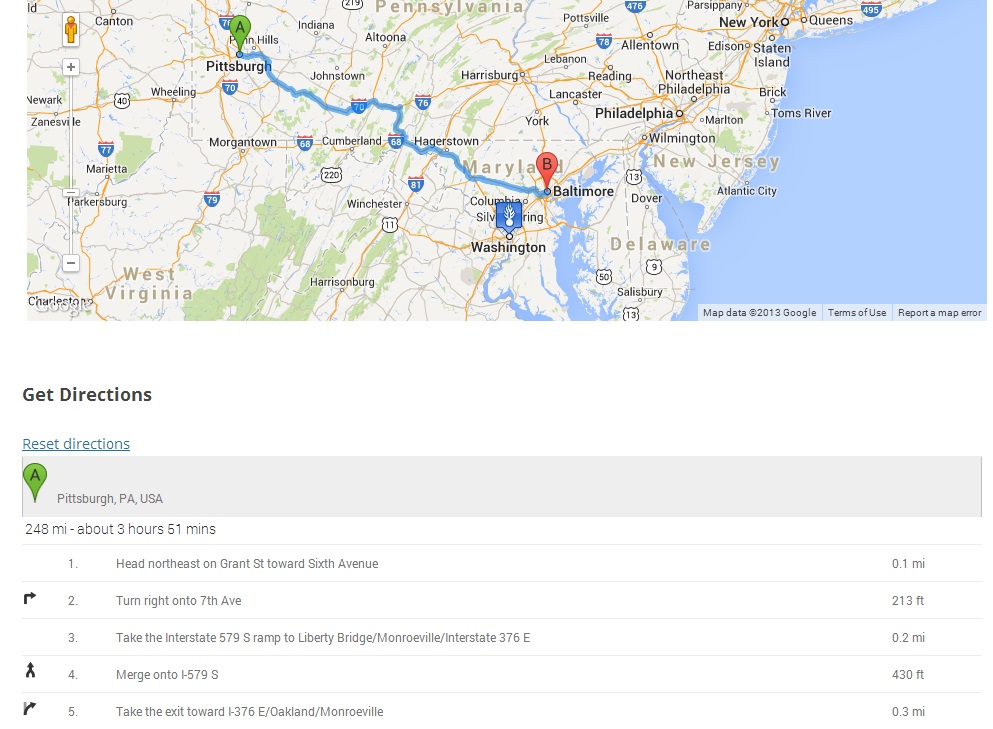 219
Pennsylvania
476
Parsippany
495
Canton
Indiana
Pottsville
New York
Queens
A
Penn Hills
Altoona
78
Allentown
Edison
Staten
Island
Pittsburgh
Lebanon
Johnstown
Harrisburg
Reading
Northeast
Philadelphia
Newark
40
Wheeling
70
70
76
Lancaster
Brick
Zanesville
York
Philadelphia
Marlton
Toms River
77
Morgantown
68
Cumberland
68
Hagerstown
Wilmington
Marietta
220
81
B
Maryland
13
New Jersey
Parkersburg
79
Winchester
Columbia
Baltimore
Dover
Atlantic City
11
Silver Spring
Washington
Delaware
West
Virginia
Harrisonburg
50
9
Salisbury
Charleston
Google
13
Map data ©2013 Google
Terms of Use
Report a map error
Get Directions
Reset directions
A
Pittsburgh, PA, USA
248 mi - about 3 hours 51 mins
1. Head northeast on Grant St toward Sixth Avenue 0.1 mi
2. Turn right onto 7th Ave 213 ft
3. Take the Interstate 579 S ramp to Liberty Bridge/Monroeville/Interstate 376 E 0.2 mi
4. Merge onto I-579 S 430 ft
5. Take the exit toward I-376 E/Oakland/Monroeville 0.3 mi